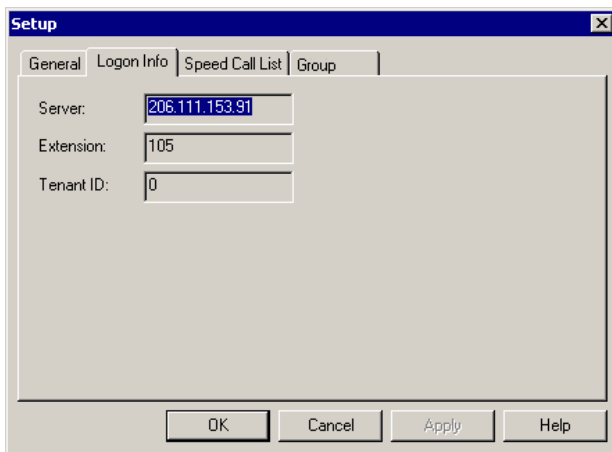 Setup
General Logon Info Speed Call List Group
Server: 206.111.153.91
Extension: 105
Tenant ID: 0
OK Cancel Apply Help